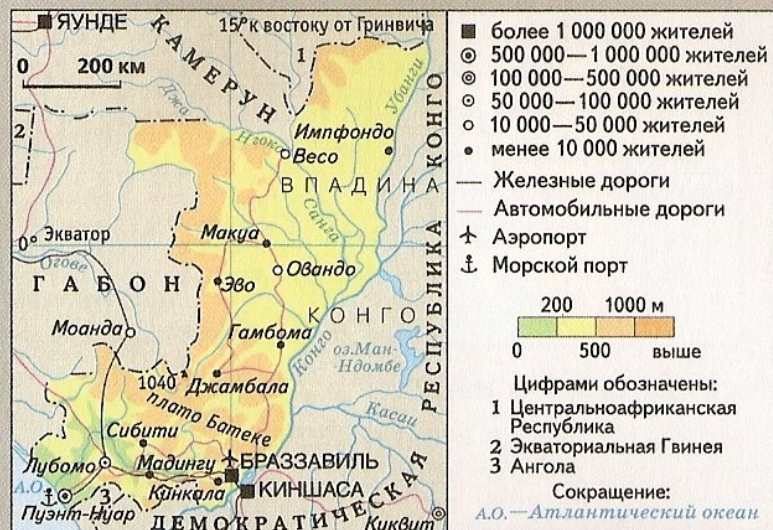 ЯУНДЕ
15° к востоку от Гринвича
КАМЕРУН
1
0 200 км
Джа
Убанги
Нгоко
Импфондо
Весо
2
ВПАДИНА
Санга
0° Экватор
Макуа
Огове
ГАБОН
Эво
Овандо
КОНГО
Моанда
Гамбома
Конго
оз.Ман-
-Ндомбе
1040
Джамбала
плато Батеке
Касаи
Сибити
Лубомо
Мадингу
БРАЗЗАВИЛЬ
А.О.
3
Кинкала
КИНШАСА
Пуэнт-Нуар
Киквит
ДЕМОКРАТИЧЕСКАЯ
РЕСПУБЛИКА КОНГО
более 1 000 000 жителей
500 000—1 000 000 жителей
100 000—500 000 жителей
50 000—100 000 жителей
10 000—50 000 жителей
менее 10 000 жителей
Железные дороги
Автомобильные дороги
Аэропорт
Морской порт
200 1000 м
0 500 выше
Цифрами обозначены:
1 Центральноафриканская
Республика
2 Экваториальная Гвинея
3 Ангола
Сокращение:
А.О.—Атлантический океан